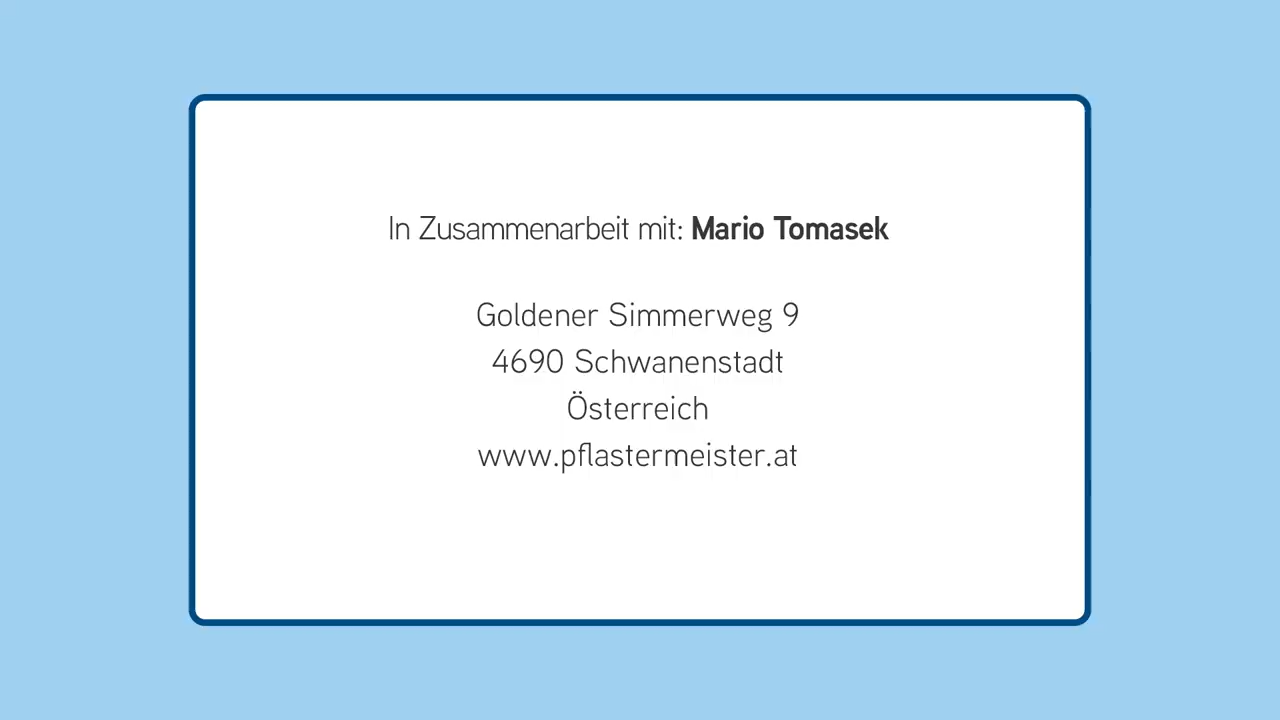 In Zusammenarbeit mit: Mario Tomasek
Goldener Simmerweg 9
4690 Schwanenstadt
Österreich
www.pflastermeister.at